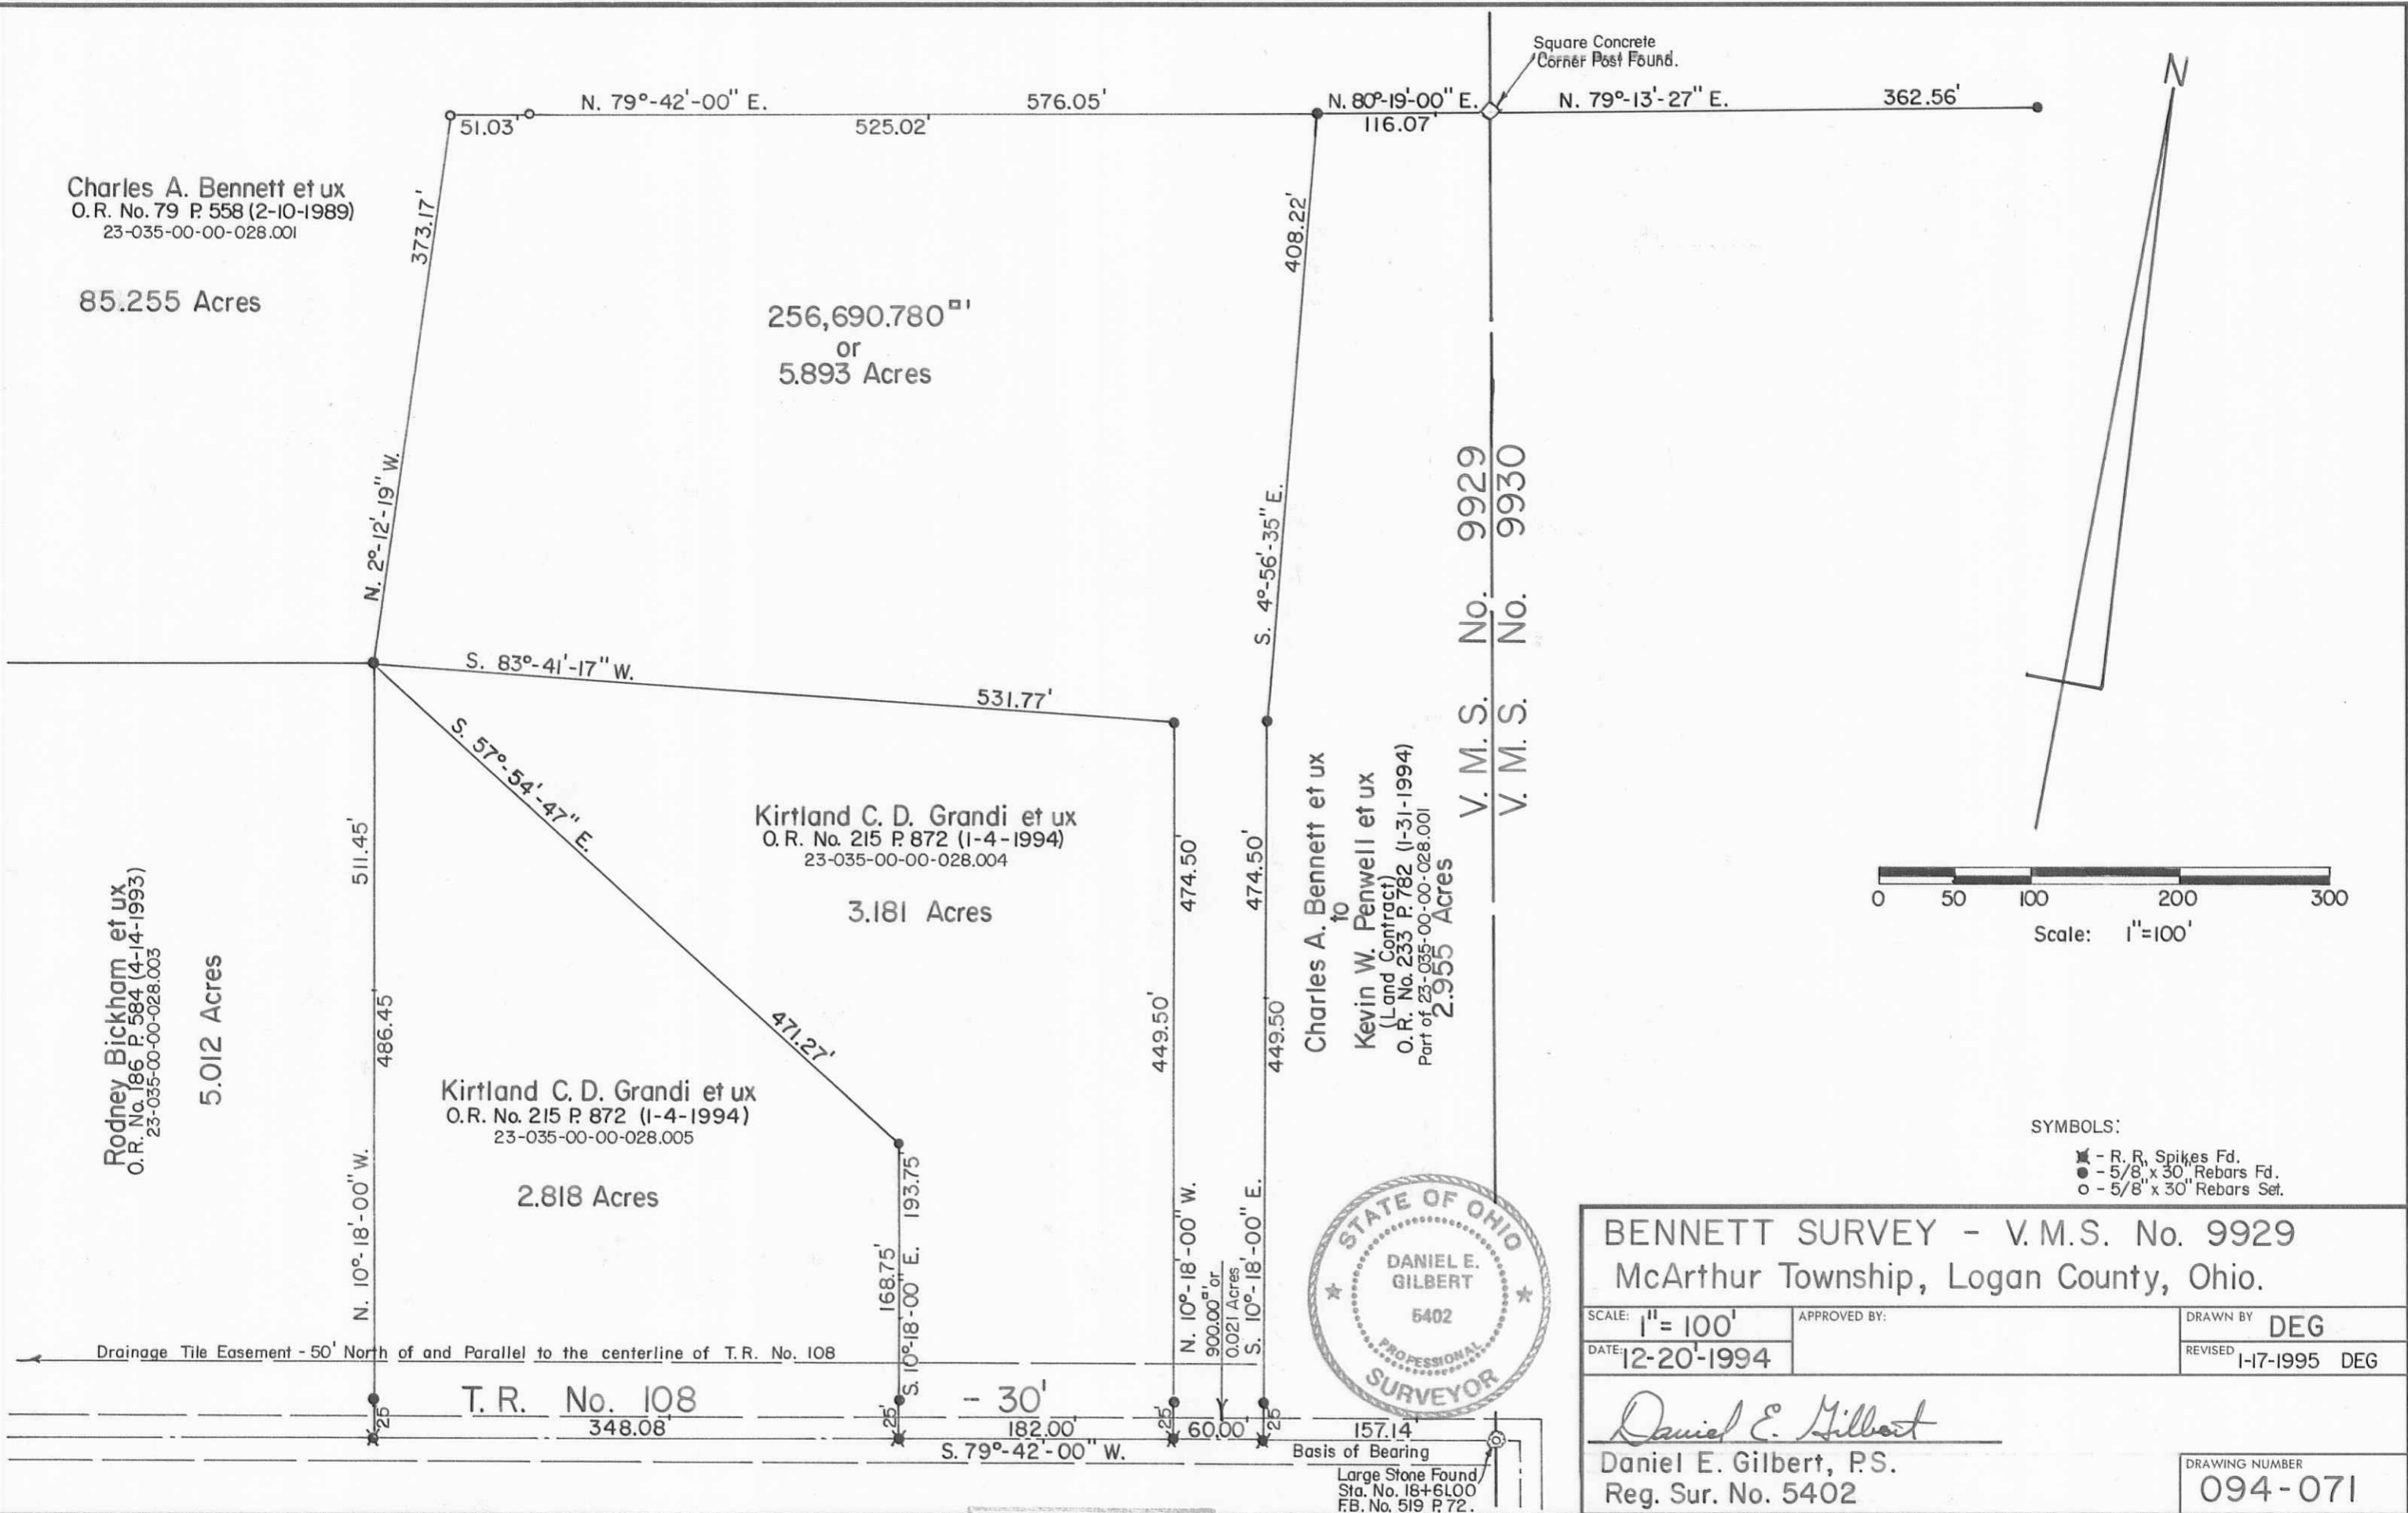 Square Concrete
Corner Post Found.
N. 79°-42'-00" E.
576.05'
51.03'
525.02'
N. 80°-19'-00" E.
116.07'
N. 79°-13'-27" E.
362.56'
N
Charles A. Bennett et ux
O.R. No. 79 P. 558 (2-10-1989)
23-035-00-00-028.001
85.255 Acres
373.17'
N. 2°-12'-19" W.
256,690.780□'
or
5.893 Acres
408.22'
S. 4°-56'-35" E.
V. M. S. No. 9929
V. M. S. No. 9930
S. 83°-41'-17" W.
531.77'
S. 57°-54'-47" E.
471.27'
Kirtland C. D. Grandi et ux
O. R. No. 215 P. 872 (1-4-1994)
23-035-00-00-028.004
3.181 Acres
511.45'
486.45
N. 10°-18'-00" W.
Rodney Bickham et ux
O.R. No. 186 P. 584 (4-14-1993)
23-035-00-00-028.003
5.012 Acres
Kirtland C. D. Grandi et ux
O.R. No. 215 P. 872 (1-4-1994)
23-035-00-00-028.005
2.818 Acres
193.75'
168.75'
S. 10°-18'-00" E.
474.50'
449.50'
N. 10°-18'-00" W.
900.00□' or
0.021 Acres
474.50'
449.50'
S. 10°-18'-00" E.
Charles A. Bennett et ux
to
Kevin W. Penwell et ux
(Land Contract)
O. R. No. 233 P. 782 (1-31-1994)
Part of 23-035-00-00-028.001
2.955 Acres
0 50 100 200 300
Scale: 1"=100'
Drainage Tile Easement - 50' North of and Parallel to the centerline of T. R. No. 108
T. R. No. 108 - 30'
25'
25'
25'
25'
348.08'
182.00'
60.00'
157.14'
S. 79°-42'-00" W.
Basis of Bearing
Large Stone Found
Sta. No. 18+61.00
F.B. No. 519 P. 72.
STATE OF OHIO
DANIEL E.
GILBERT
5402
PROFESSIONAL
SURVEYOR
SYMBOLS:
- R. R. Spikes Fd.
- 5/8" x 30" Rebars Fd.
- 5/8" x 30" Rebars Set.
BENNETT SURVEY - V. M. S. No. 9929
McArthur Township, Logan County, Ohio.
SCALE: 1" = 100'
APPROVED BY:
DRAWN BY DEG
DATE: 12-20-1994
REVISED 1-17-1995 DEG
Daniel E. Gilbert
Daniel E. Gilbert, P.S.
Reg. Sur. No. 5402
DRAWING NUMBER
094-071